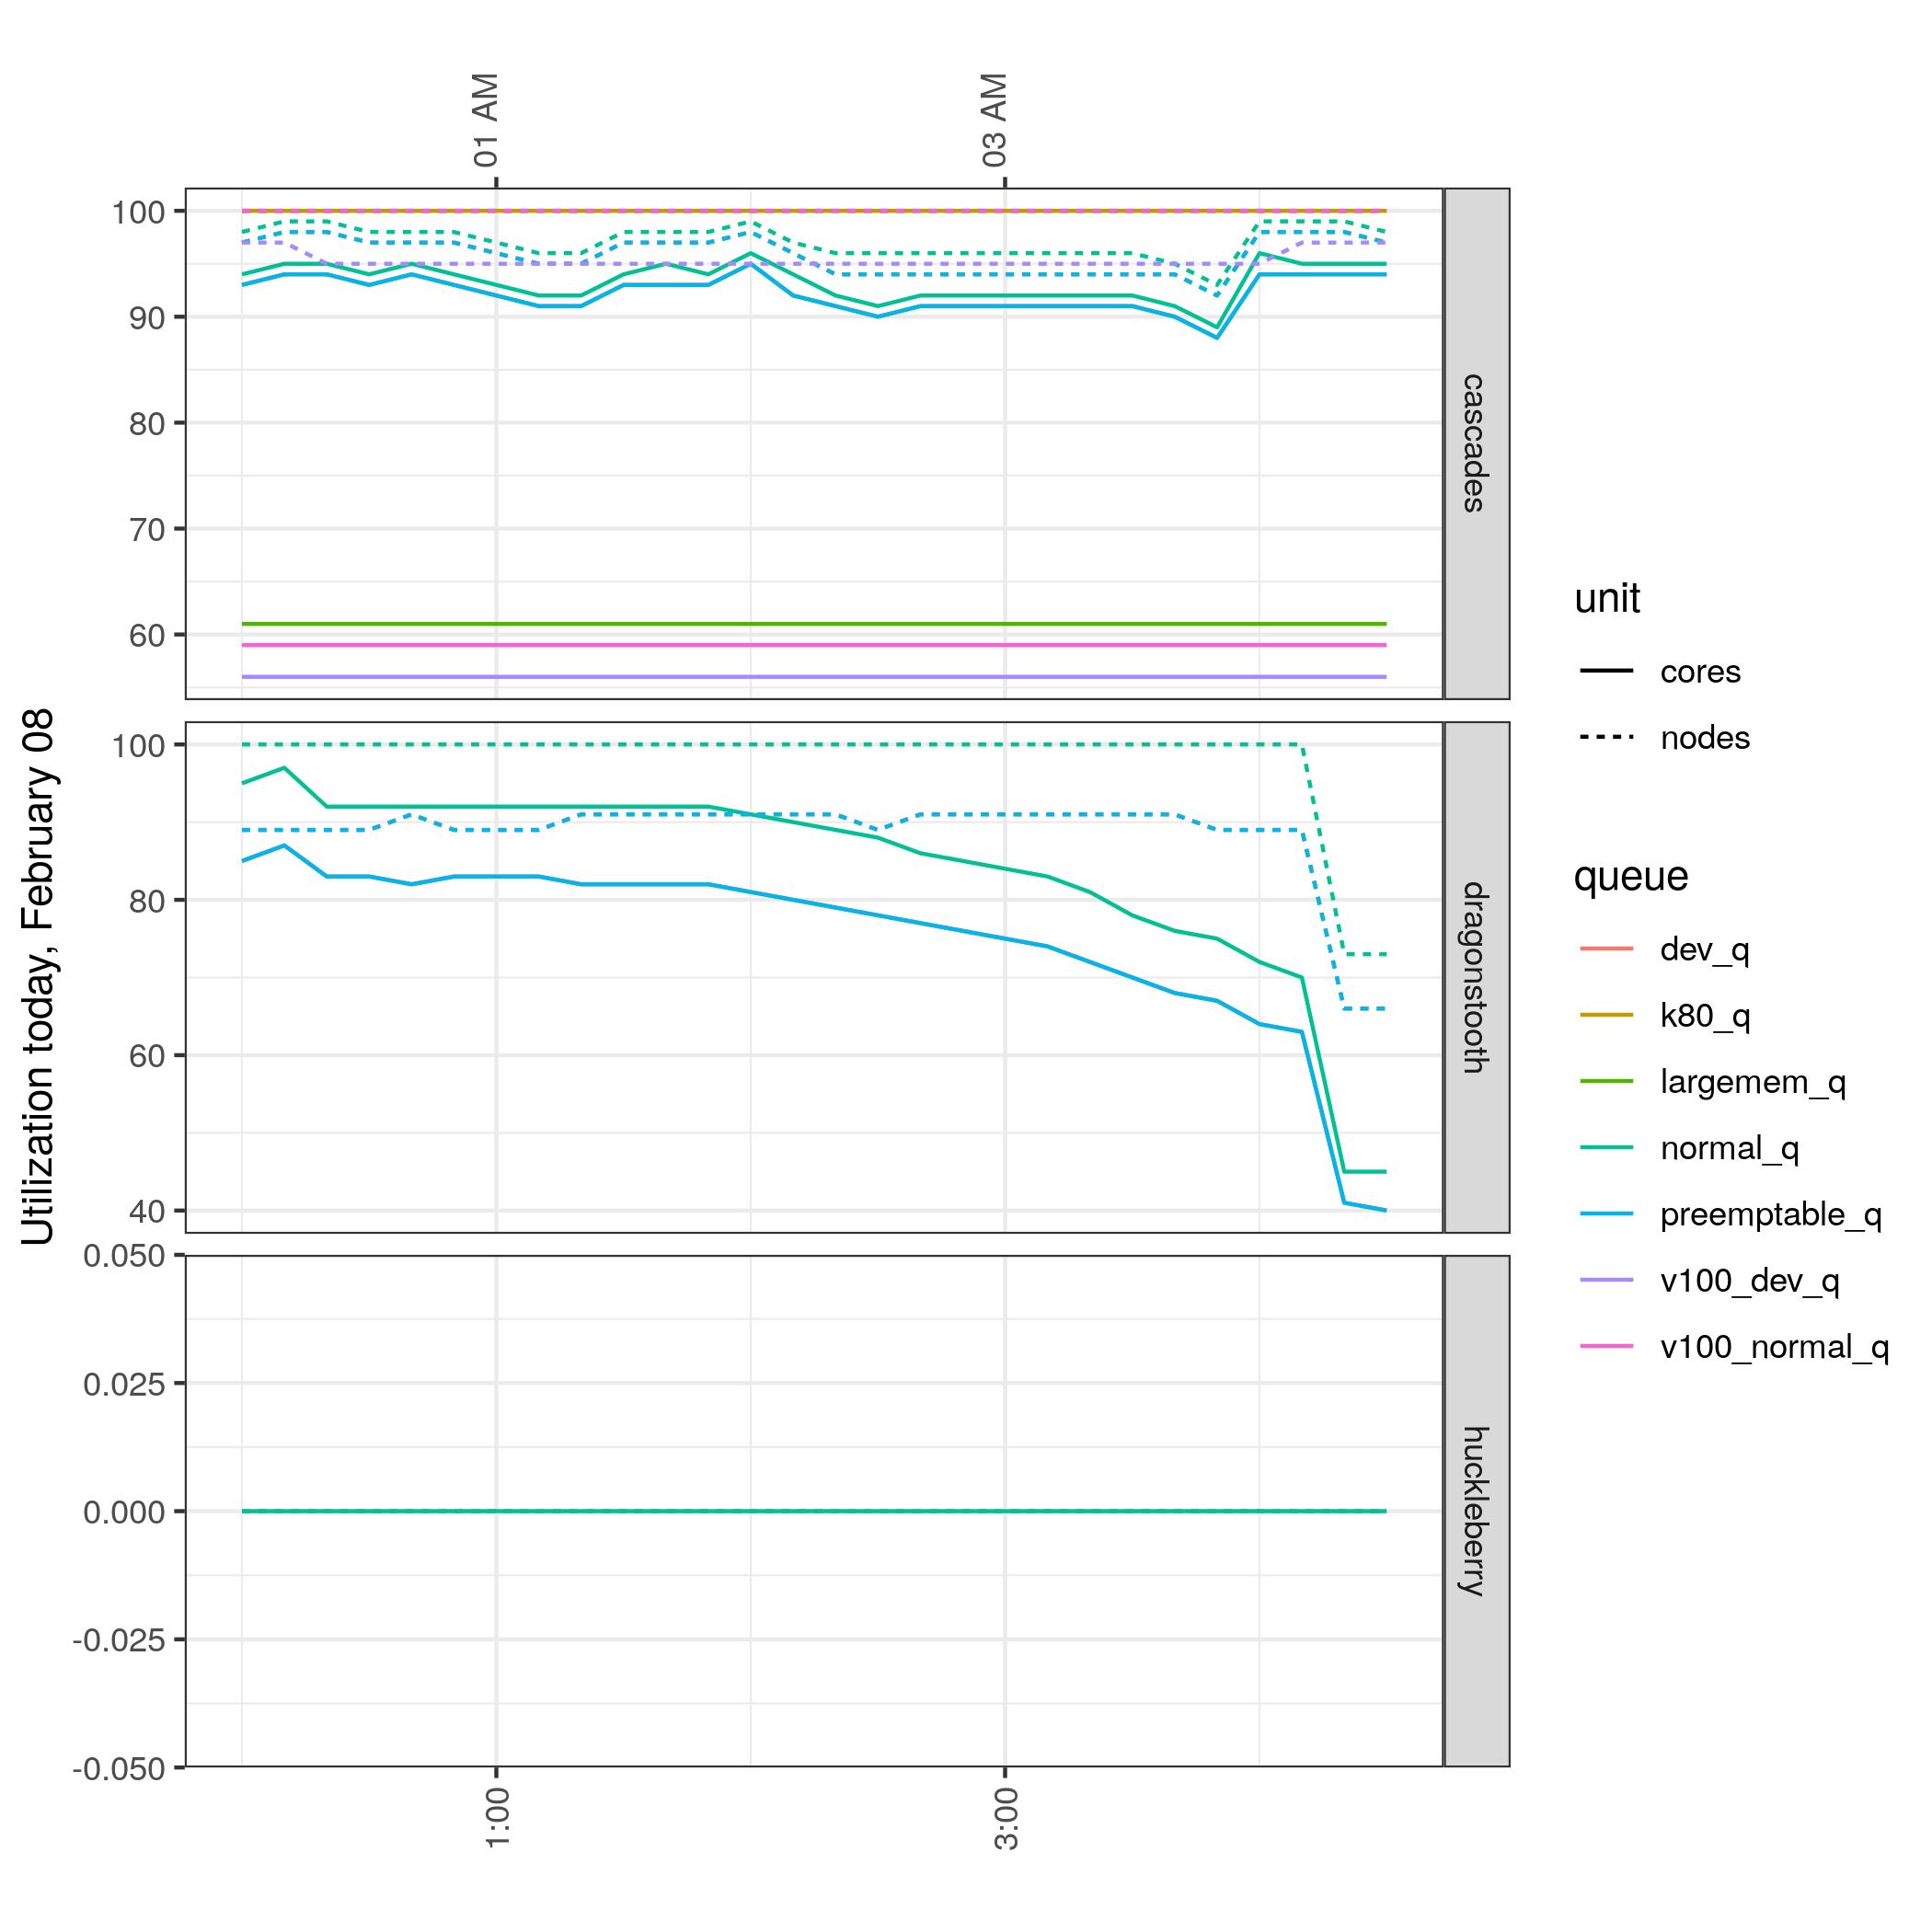 01 AM
03 AM
100
90
80
70
60
cascades
100
80
60
40
dragonstooth
0.050
0.025
0.000
-0.025
-0.050
huckleberry
1:00
3:00
Utilization today, February 08
unit
cores
nodes
queue
dev_q
k80_q
largemem_q
normal_q
preemptable_q
v100_dev_q
v100_normal_q